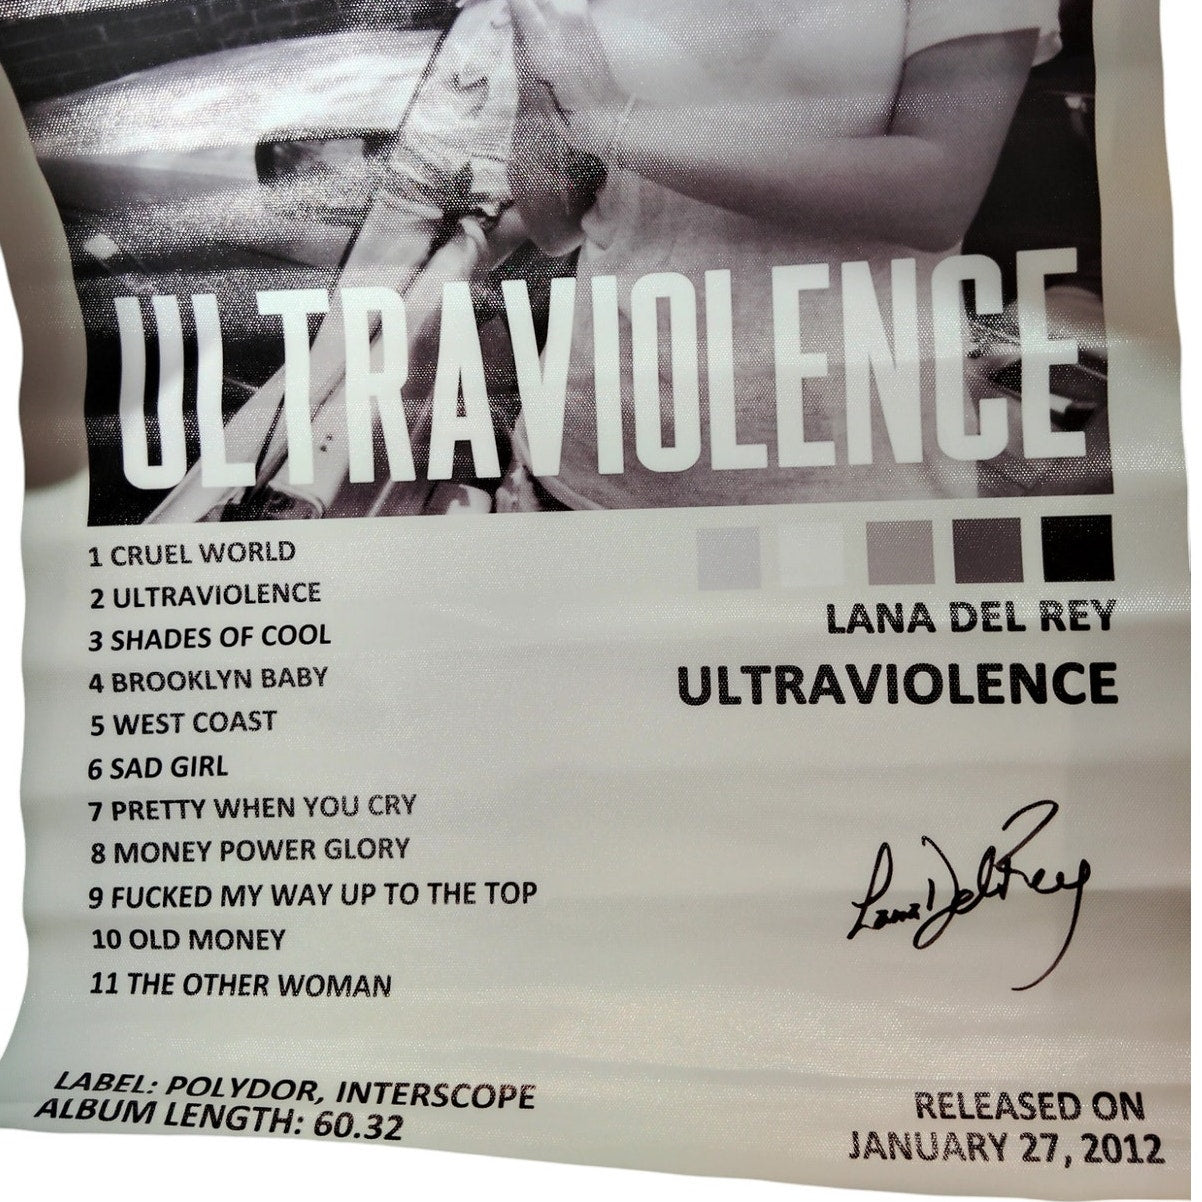 ULTRAVIOLENCE
1 CRUEL WORLD
2 ULTRAVIOLENCE
3 SHADES OF COOL
4 BROOKLYN BABY
5 WEST COAST
6 SAD GIRL
7 PRETTY WHEN YOU CRY
8 MONEY POWER GLORY
9 FUCKED MY WAY UP TO THE TOP
10 OLD MONEY
11 THE OTHER WOMAN
LANA DEL REY
ULTRAVIOLENCE
Lana Del Rey
LABEL: POLYDOR, INTERSCOPE
ALBUM LENGTH: 60.32
RELEASED ON
JANUARY 27, 2012